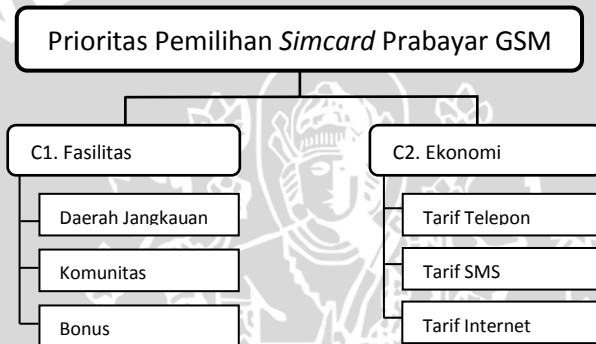 Prioritas Pemilihan Simcard Prabayar GSM
C1. Fasilitas
Daerah Jangkauan
Komunitas
Bonus
C2. Ekonomi
Tarif Telepon
Tarif SMS
Tarif Internet